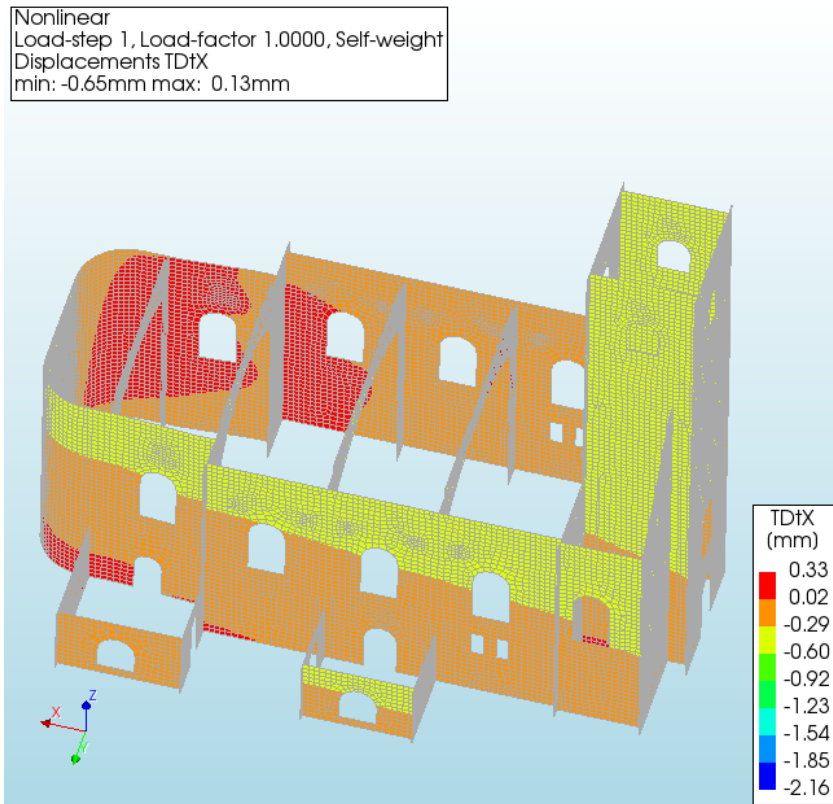 Nonlinear
Load-step 1, Load-factor 1.0000, Self-weight
Displacements TDtX
min: -0.65mm max: 0.13mm
TDtX
(mm)
0.33
0.02
-0.29
-0.60
-0.92
-1.23
-1.54
-1.85
-2.16
Z
X
Y